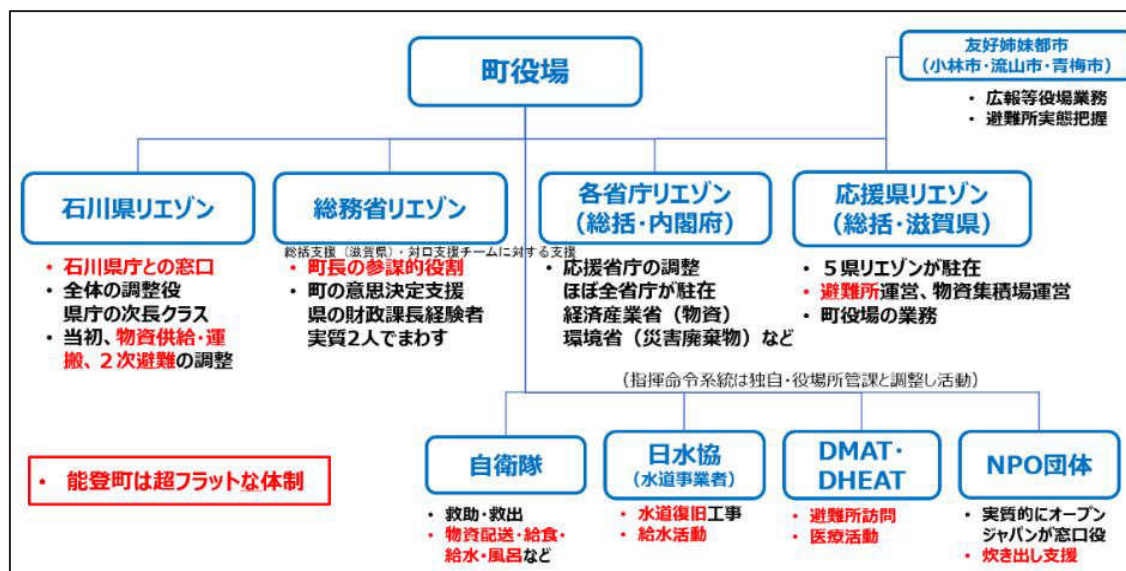 町役場
友好姉妹都市
（小林市・流山市・青梅市）
・ 広報等役場業務
・ 避難所実態把握
石川県リエゾン
・ 石川県庁との窓口
・ 全体の調整役
県庁の次長クラス
・ 当初、物資供給・運
搬、２次避難の調整
総務省リエゾン
総括支援（滋賀県）・対口支援チームに対する支援
・ 町長の参謀的役割
・ 町の意思決定支援
県の財政課長経験者
実質2人でまわす
各省庁リエゾン
（総括・内閣府）
・ 応援省庁の調整
ほぼ全省庁が駐在
経済産業省（物資）
環境省（災害廃棄物）など
応援県リエゾン
（総括・滋賀県）
・ ５県リエゾンが駐在
・ 避難所運営、物資集積場運営
・ 町役場の業務
（指揮命令系統は独自・役場所管課と調整し活動）
・ 能登町は超フラットな体制
自衛隊
・ 救助・救出
・ 物資配送・給食・
給水・風呂など
日水協
（水道事業者）
・ 水道復旧工事
・ 給水活動
DMAT・
DHEAT
・ 避難所訪問
・ 医療活動
NPO団体
・ 実質的にオープン
ジャパンが窓口役
・ 炊き出し支援